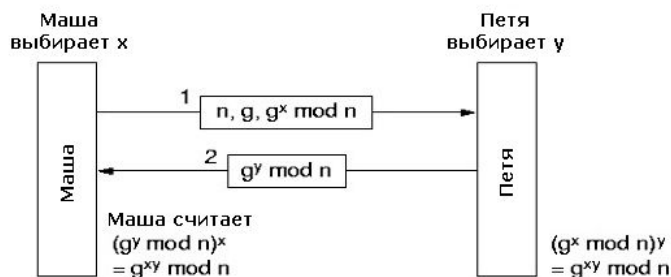 Маша
выбирает x
Петя
выбирает y
1
n, g, gˣ mod n
2
gʸ mod n
Маша
Петя
Маша считает
(gʸ mod n)ˣ
= gˣʸ mod n
(gˣ mod n)ʸ
= gˣʸ mod n